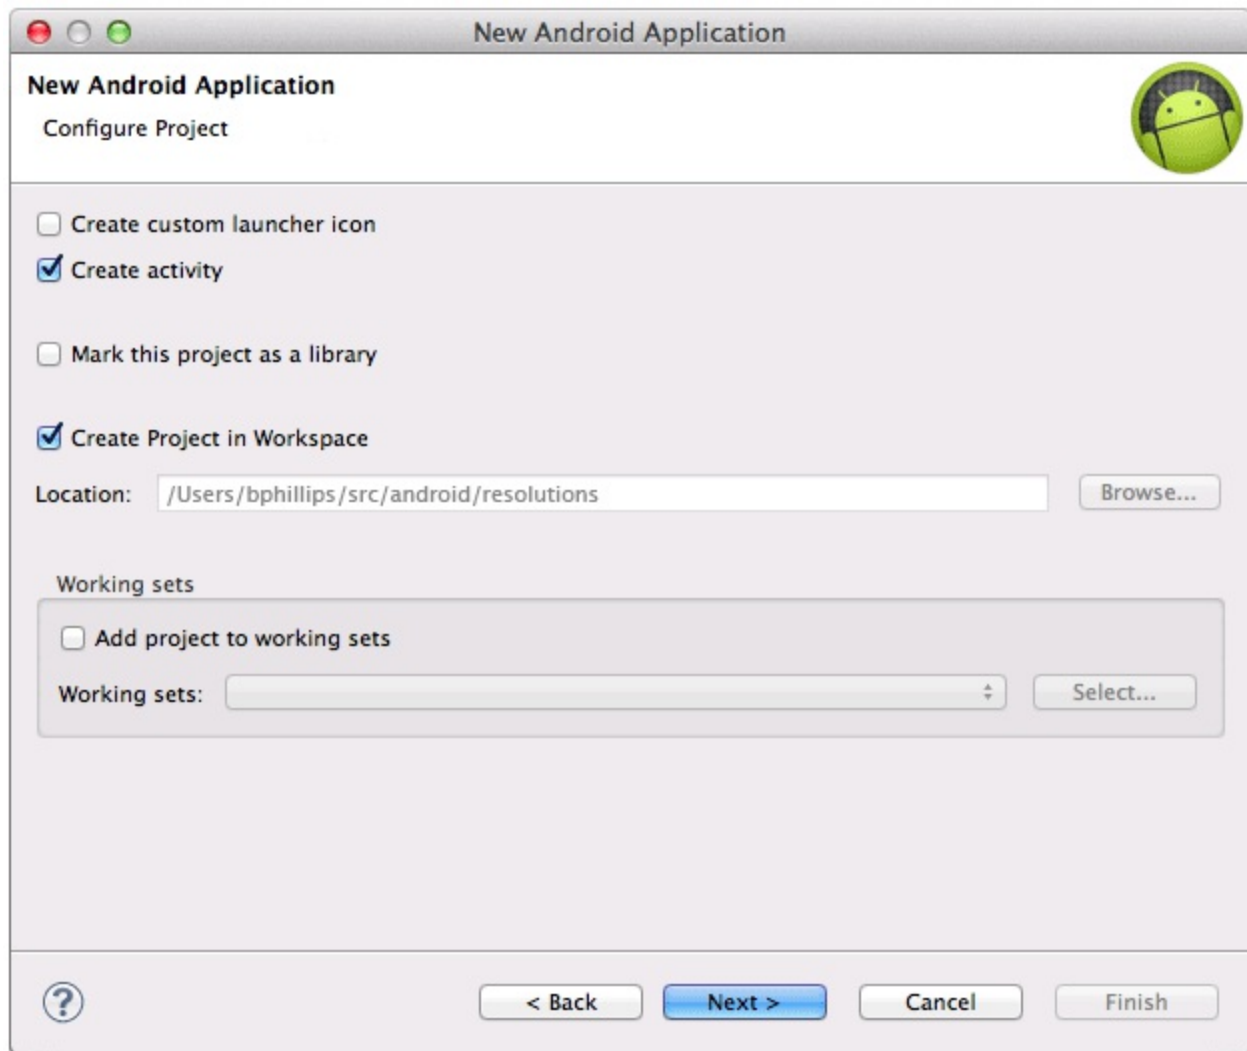 New Android Application
New Android Application
Configure Project
Create custom launcher icon
Create activity
Mark this project as a library
Create Project in Workspace
Location: /Users/bphillips/src/android/resolutions Browse...
Working sets
Add project to working sets
Working sets: Select...
? < Back Next > Cancel Finish